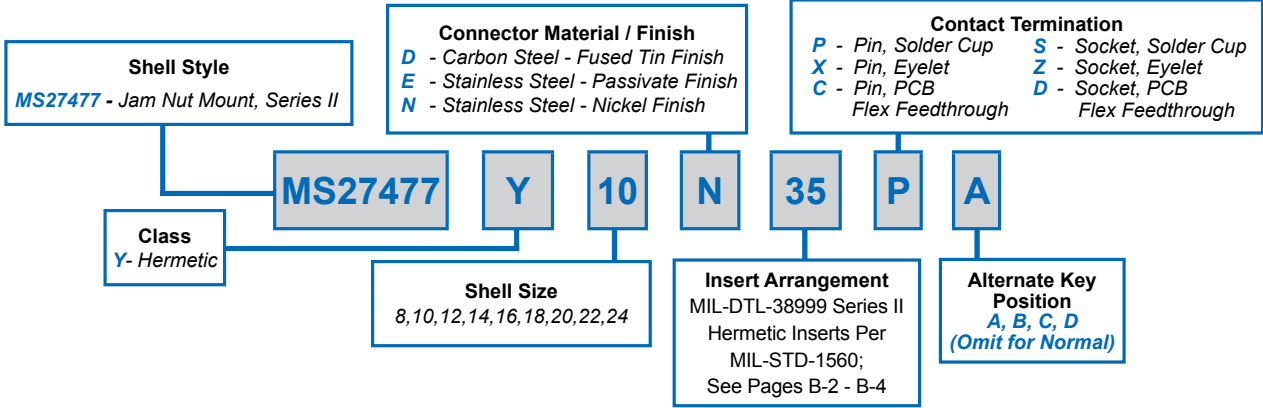 Shell Style
MS27477 - Jam Nut Mount, Series II
Connector Material / Finish
D - Carbon Steel - Fused Tin Finish
E - Stainless Steel - Passivate Finish
N - Stainless Steel - Nickel Finish
Contact Termination
P - Pin, Solder Cup
X - Pin, Eyelet
C - Pin, PCB
Flex Feedthrough
S - Socket, Solder Cup
Z - Socket, Eyelet
D - Socket, PCB
Flex Feedthrough
MS27477 Y 10 N 35 P A
Class
Y- Hermetic
Shell Size
8,10,12,14,16,18,20,22,24
Insert Arrangement
MIL-DTL-38999 Series II
Hermetic Inserts Per
MIL-STD-1560;
See Pages B-2 - B-4
Alternate Key
Position
A, B, C, D
(Omit for Normal)